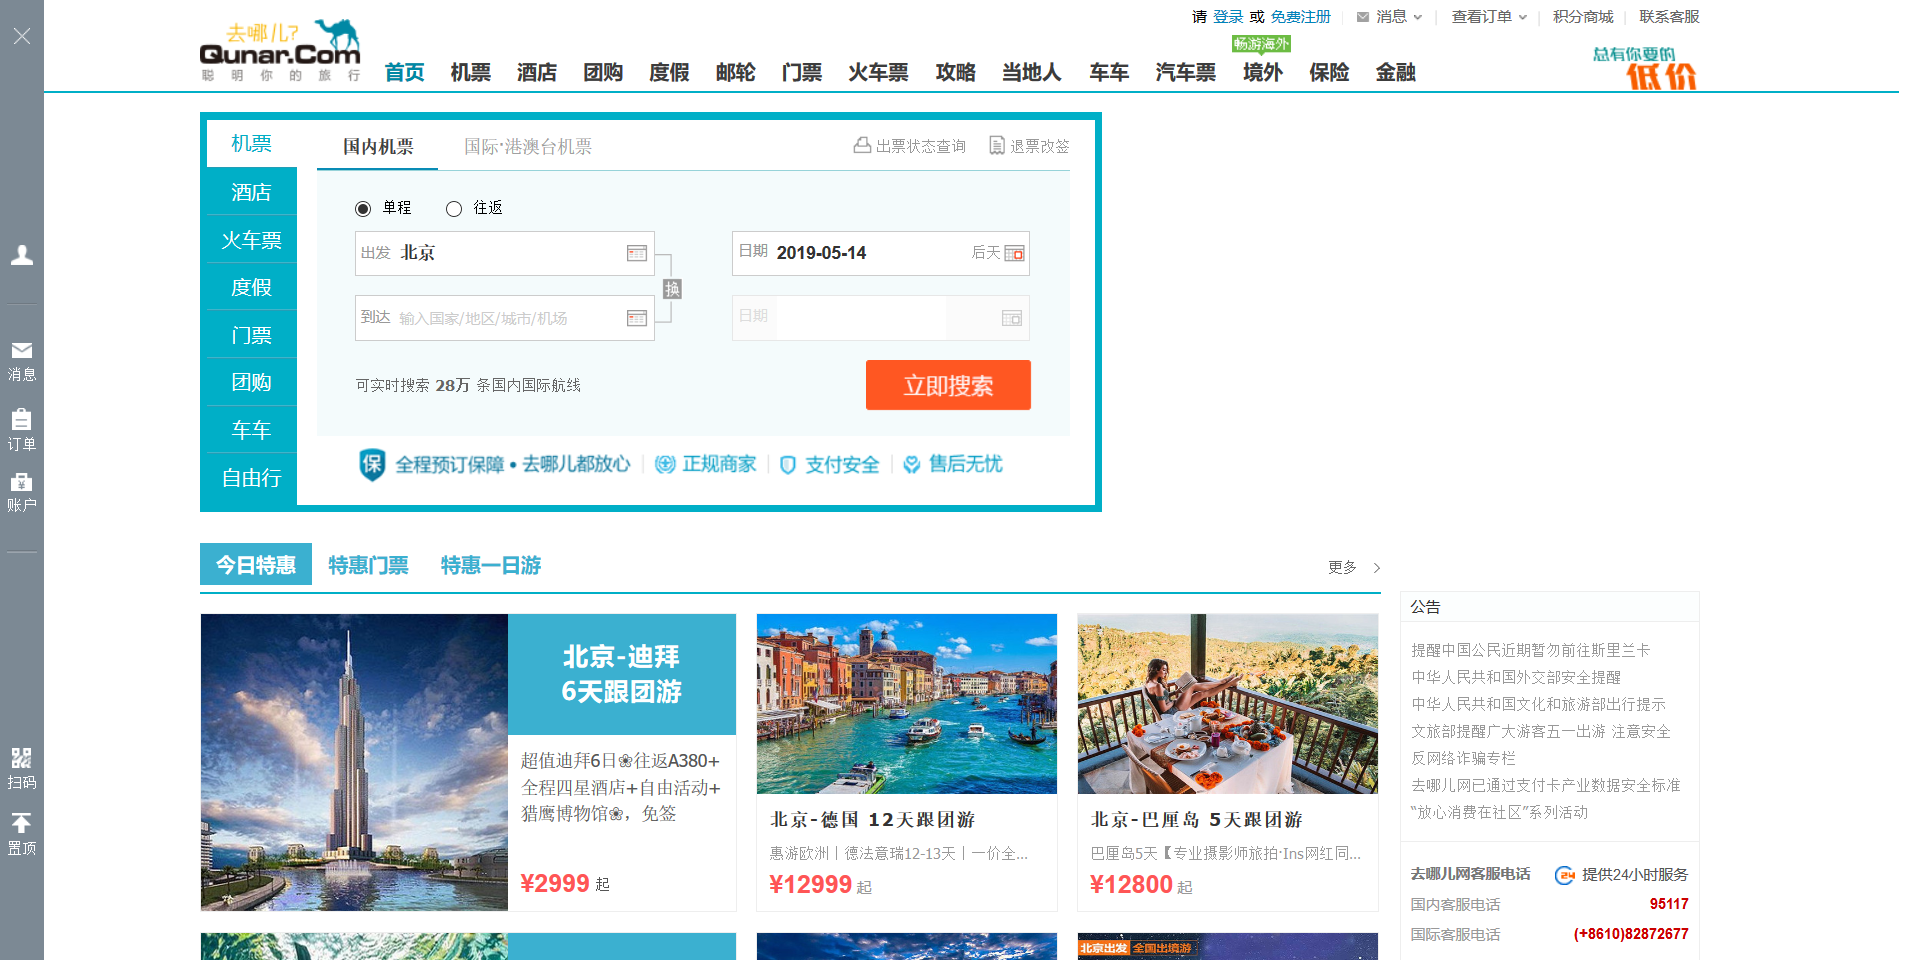 请 登录 或 免费注册 消息 查看订单 积分商城 联系客服
去哪儿?
Qunar.Com
聪明你的旅行
畅游海外
首页 机票 酒店 团购 度假 邮轮 门票 火车票 攻略 当地人 车车 汽车票 境外 保险 金融
总有你要的
低价
消息
订单
¥
账户
扫码
置顶
机票
酒店
火车票
度假
门票
团购
车车
自由行
国内机票 国际·港澳台机票 出票状态查询 退票改签
单程 往返
出发 北京 日期 2019-05-14 后天
换
到达 输入国家/地区/城市/机场 日期
可实时搜索 28万 条国内国际航线 立即搜索
保 全程预订保障 • 去哪儿都放心 正规商家 支付安全 售后无忧
今日特惠 特惠门票 特惠一日游 更多
北京-迪拜
6天跟团游
超值迪拜6日❀往返A380+
全程四星酒店+自由活动+
猎鹰博物馆❀，免签
¥2999 起
北京-德国 12天跟团游
惠游欧洲丨德法意瑞12-13天丨一价全...
¥12999 起
北京-巴厘岛 5天跟团游
巴厘岛5天【专业摄影师旅拍·Ins网红同...
¥12800 起
北京出发 全国出境游
公告
提醒中国公民近期暂勿前往斯里兰卡
中华人民共和国外交部安全提醒
中华人民共和国文化和旅游部出行提示
文旅部提醒广大游客五一出游 注意安全
反网络诈骗专栏
去哪儿网已通过支付卡产业数据安全标准
“放心消费在社区”系列活动
去哪儿网客服电话 24 提供24小时服务
国内客服电话 95117
国际客服电话 (+8610)82872677